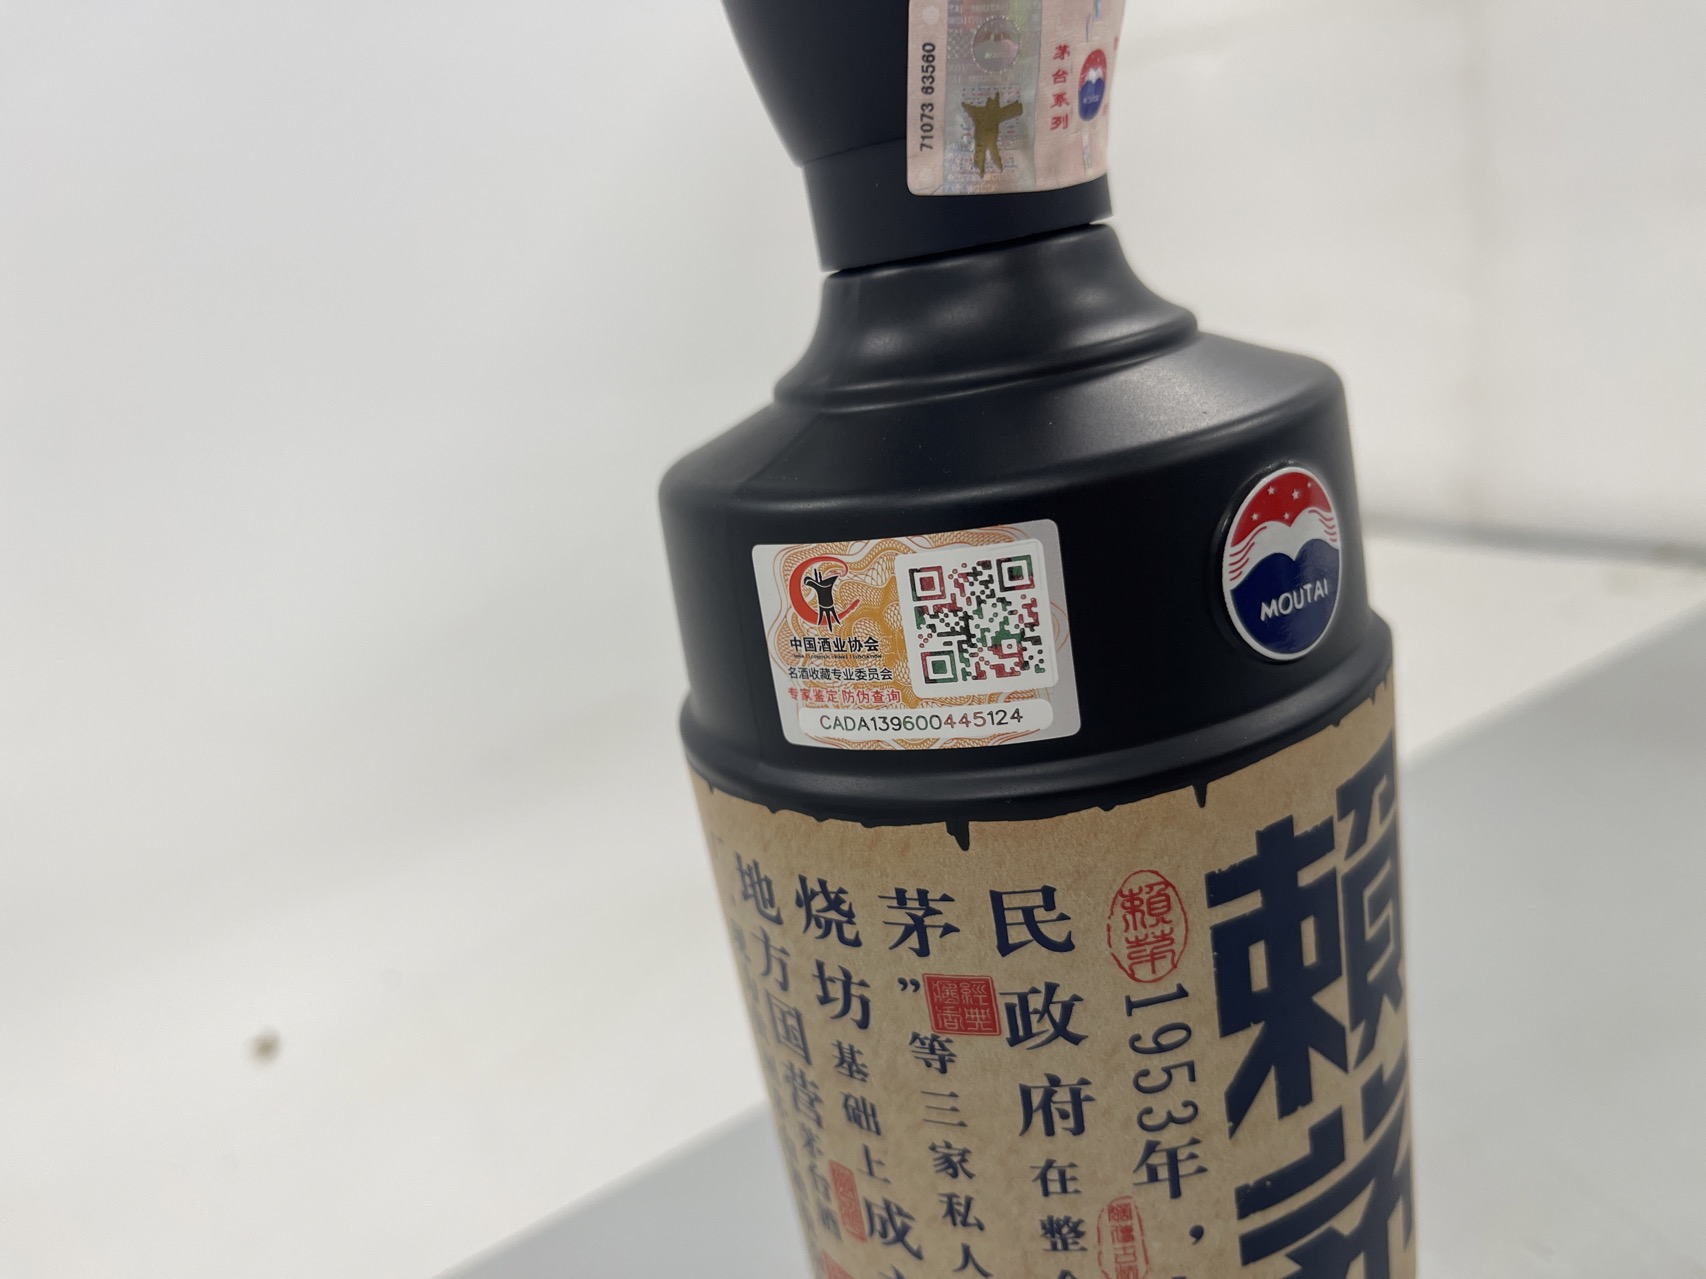 71073 63560
茅台系列
MOUTAI
中国酒业协会
名酒收藏专业委员会
专家鉴定 防伪查询
CADA139600445124
賴茅
賴茅
1953年，
民政府在整
茅”等三家私人
經典
烧坊基础上成
地方国营茅台酒